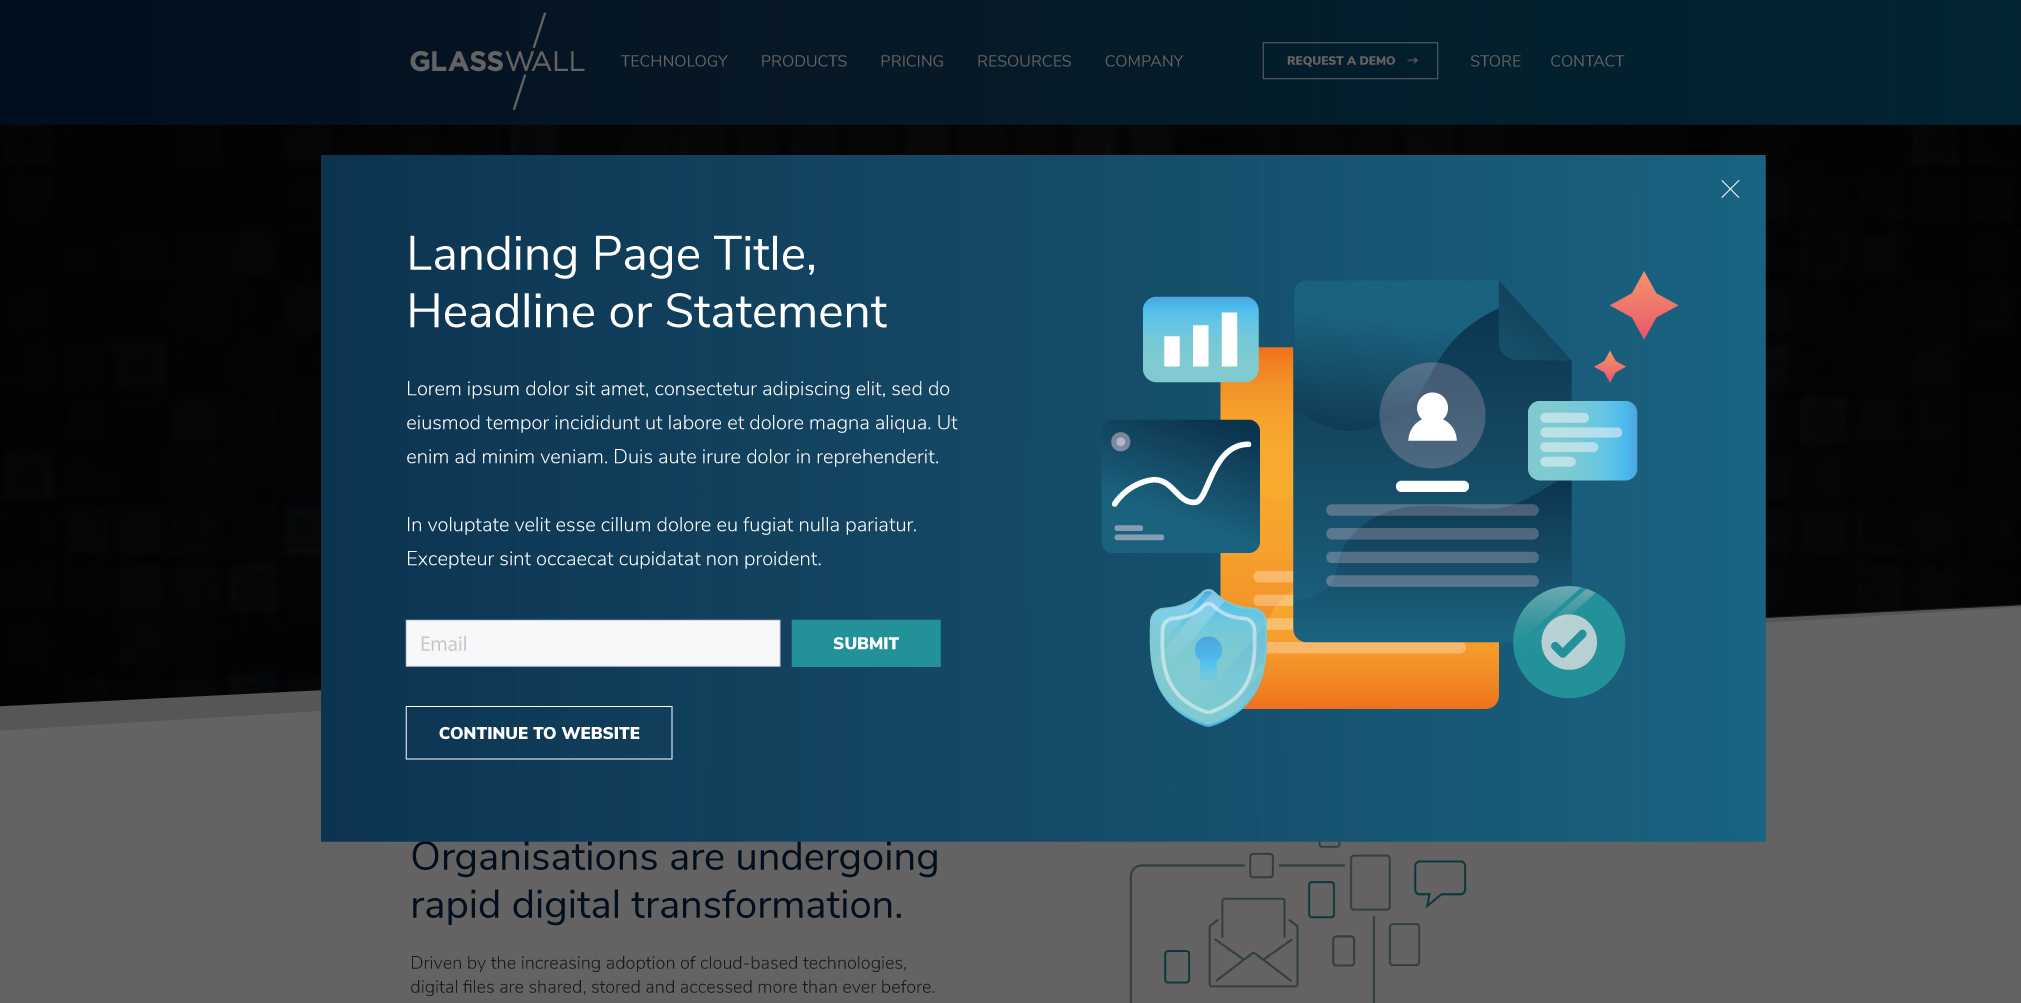 GLASSWALL
TECHNOLOGY PRODUCTS PRICING RESOURCES COMPANY REQUEST A DEMO → STORE CONTACT
Landing Page Title,
Headline or Statement
Lorem ipsum dolor sit amet, consectetur adipiscing elit, sed do
eiusmod tempor incididunt ut labore et dolore magna aliqua. Ut
enim ad minim veniam. Duis aute irure dolor in reprehenderit.
In voluptate velit esse cillum dolore eu fugiat nulla pariatur.
Excepteur sint occaecat cupidatat non proident.
Email SUBMIT
CONTINUE TO WEBSITE
Organisations are undergoing
rapid digital transformation.
Driven by the increasing adoption of cloud-based technologies,
digital files are shared, stored and accessed more than ever before.